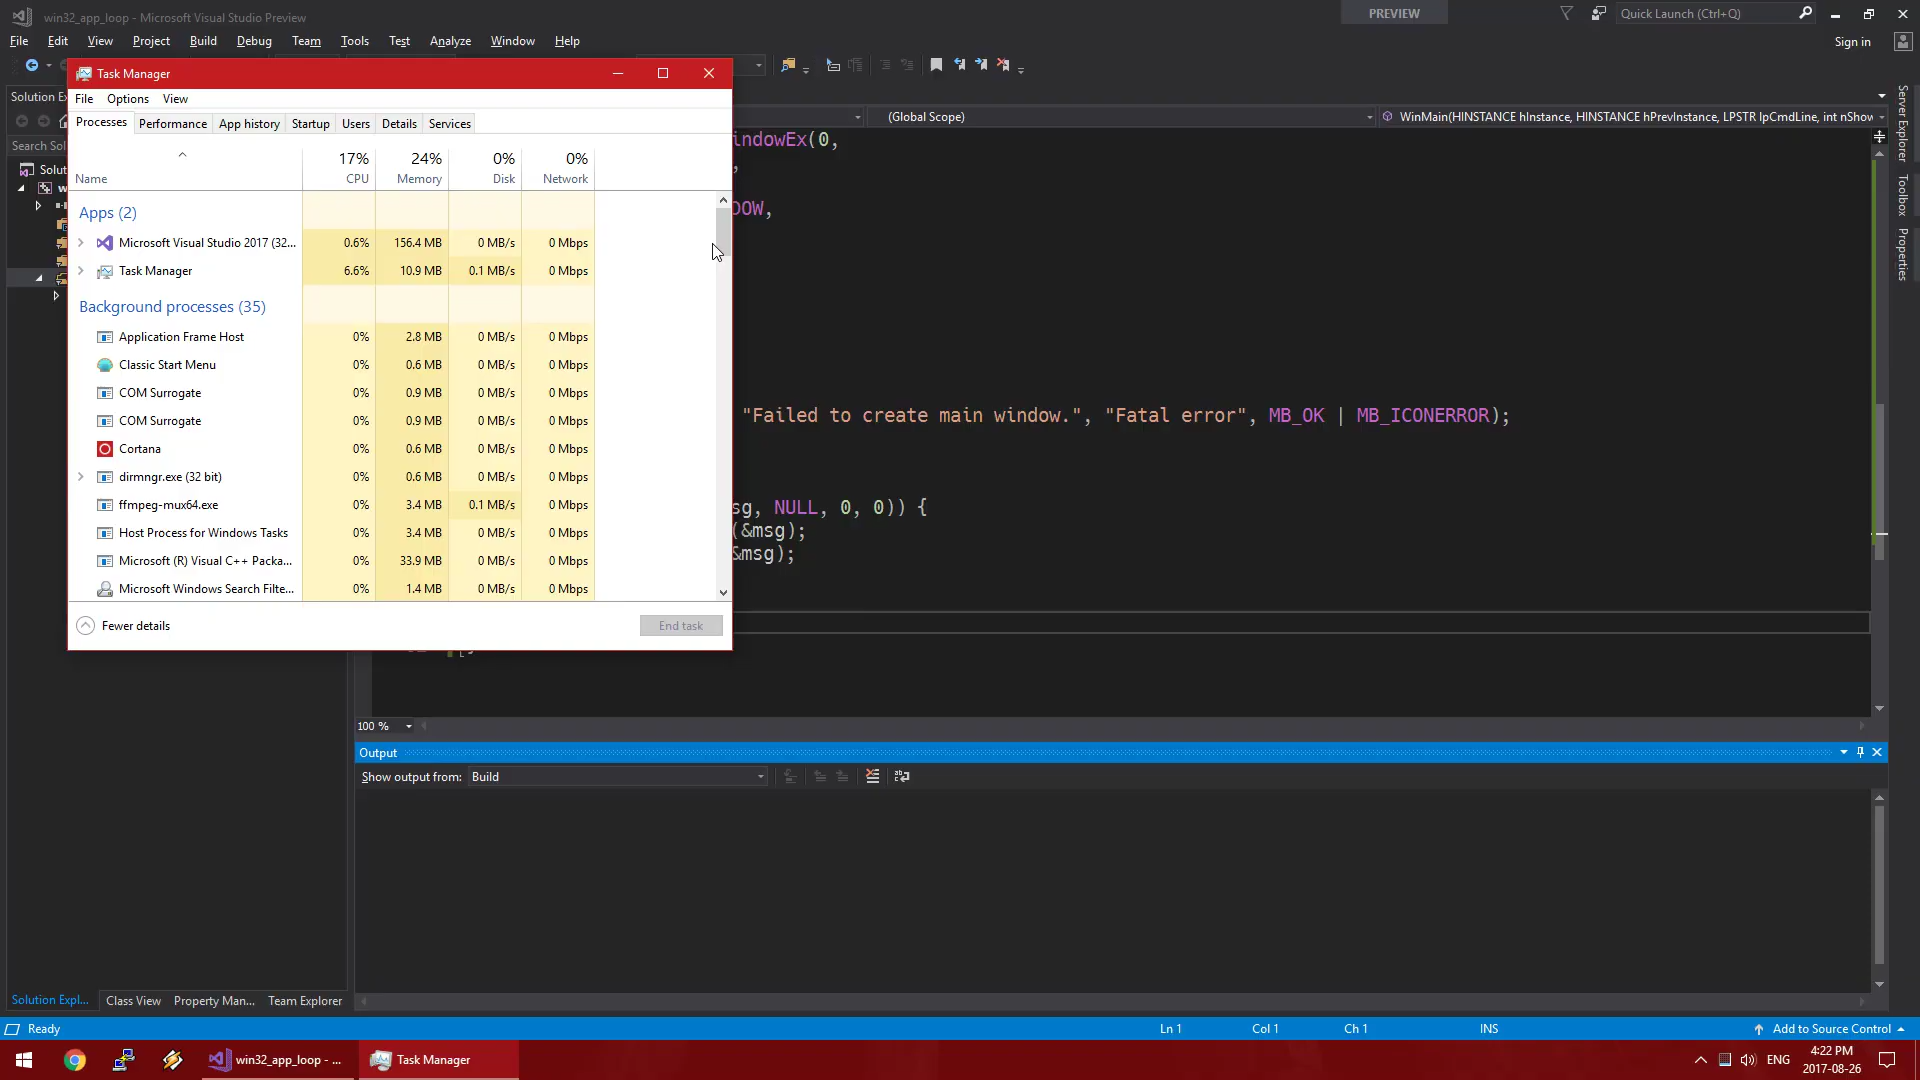 win32_app_loop - Microsoft Visual Studio Preview
PREVIEW
Quick Launch (Ctrl+Q)
File Edit View Project Build Debug Team Tools Test Analyze Window Help
Sign in
Task Manager
File Options View
Processes Performance App history Startup Users Details Services
17% 24% 0% 0%
Name CPU Memory Disk Network
Apps (2)
Microsoft Visual Studio 2017 (32... 0.6% 156.4 MB 0 MB/s 0 Mbps
Task Manager 6.6% 10.9 MB 0.1 MB/s 0 Mbps
Background processes (35)
Application Frame Host 0% 2.8 MB 0 MB/s 0 Mbps
Classic Start Menu 0% 0.6 MB 0 MB/s 0 Mbps
COM Surrogate 0% 0.9 MB 0 MB/s 0 Mbps
COM Surrogate 0% 0.9 MB 0 MB/s 0 Mbps
Cortana 0% 0.6 MB 0 MB/s 0 Mbps
dirmngr.exe (32 bit) 0% 0.6 MB 0 MB/s 0 Mbps
ffmpeg-mux64.exe 0% 3.4 MB 0.1 MB/s 0 Mbps
Host Process for Windows Tasks 0% 3.4 MB 0 MB/s 0 Mbps
Microsoft (R) Visual C++ Packa... 0% 33.9 MB 0 MB/s 0 Mbps
Microsoft Windows Search Filte... 0% 1.4 MB 0 MB/s 0 Mbps
Fewer details
End task
Solution Ex
Search Sol
Solut
w
(Global Scope)
WinMain(HINSTANCE hInstance, HINSTANCE hPrevInstance, LPSTR lpCmdLine, int nShow
indowEx(0,
,
DOW,
"Failed to create main window.", "Fatal error", MB_OK | MB_ICONERROR);
sg, NULL, 0, 0)) {
(&msg);
&msg);
Server Explorer
Toolbox
Properties
100 %
Output
Show output from: Build
Solution Expl... Class View Property Man... Team Explorer
Ready
Ln 1 Col 1 Ch 1 INS
Add to Source Control
win32_app_loop - ...
Task Manager
ENG
4:22 PM
2017-08-26